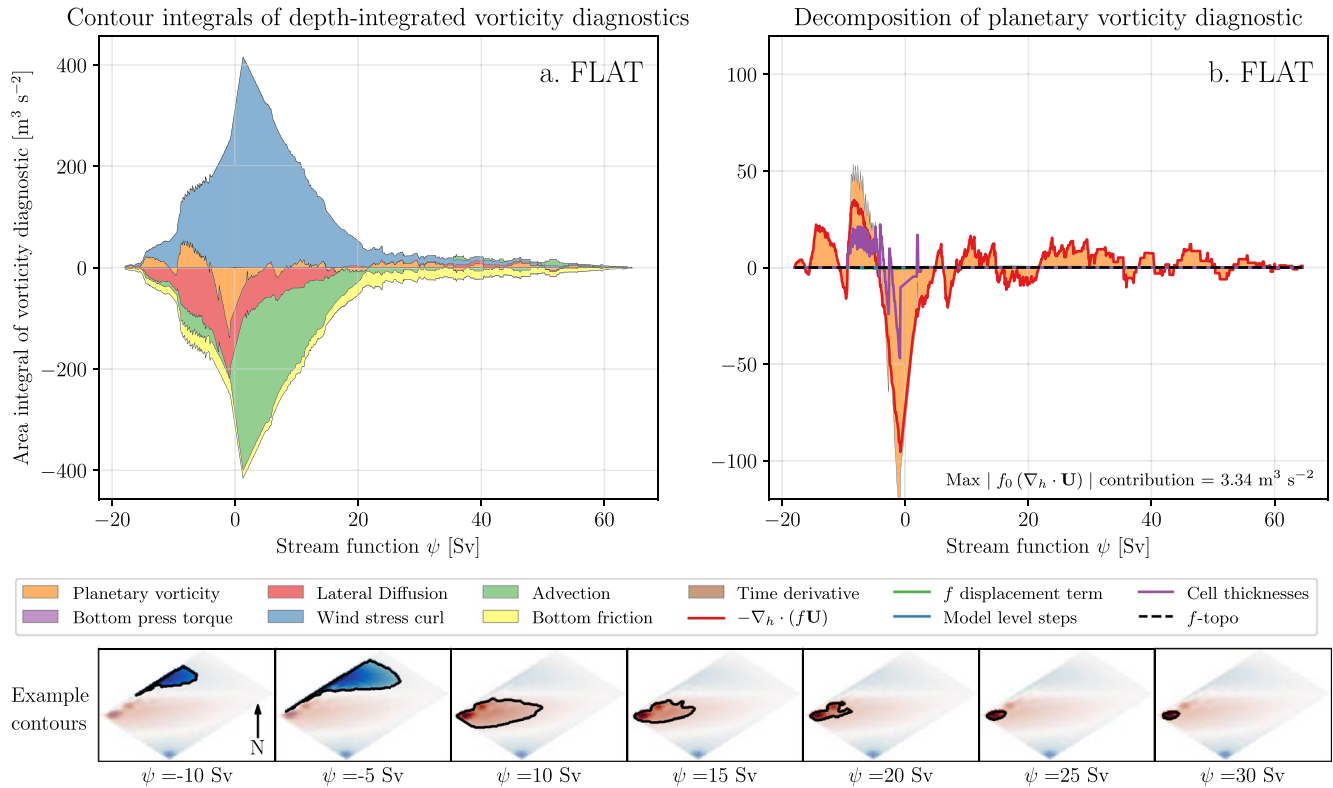 Contour integrals of depth-integrated vorticity diagnostics
Decomposition of planetary vorticity diagnostic
a. FLAT
b. FLAT
Area integral of vorticity diagnostic [m³ s⁻²]
400
200
0
−200
−400
100
50
0
−50
−100
Max | f₀ (∇ₕ · U) | contribution = 3.34 m³ s⁻²
−20 0 20 40 60
−20 0 20 40 60
Stream function ψ [Sv]
Stream function ψ [Sv]
Planetary vorticity Lateral Diffusion Advection Time derivative f displacement term Cell thicknesses
Bottom press torque Wind stress curl Bottom friction −∇ₕ · (fU) Model level steps f-topo
Example
contours
N
ψ =-10 Sv ψ =-5 Sv ψ =10 Sv ψ =15 Sv ψ =20 Sv ψ =25 Sv ψ =30 Sv